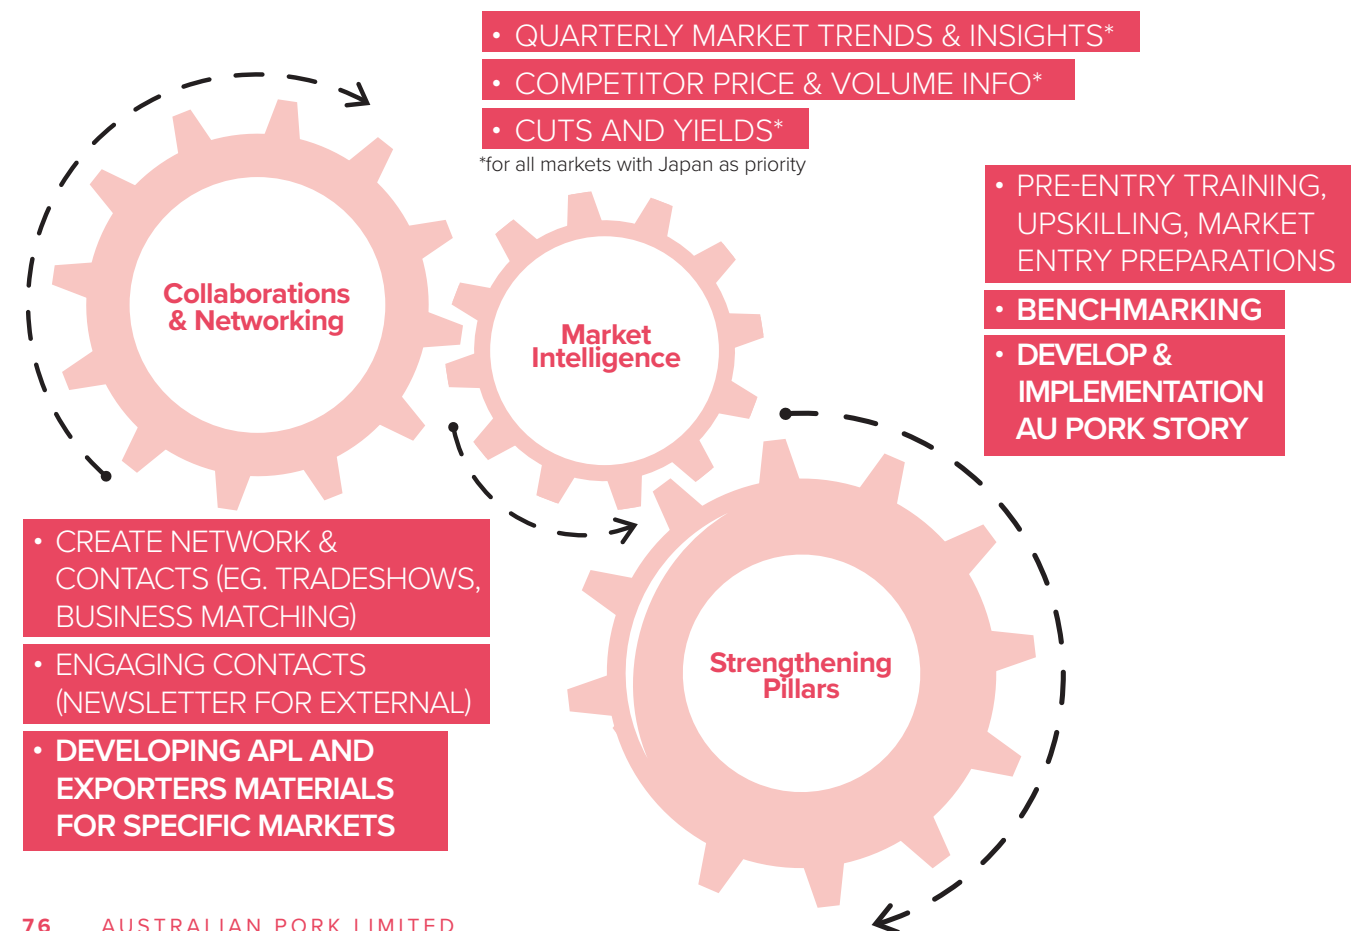 • QUARTERLY MARKET TRENDS & INSIGHTS*
• COMPETITOR PRICE & VOLUME INFO*
• CUTS AND YIELDS*
*for all markets with Japan as priority
• PRE-ENTRY TRAINING,
UPSKILLING, MARKET
ENTRY PREPARATIONS
• BENCHMARKING
• DEVELOP &
IMPLEMENTATION
AU PORK STORY
Collaborations
& Networking
Market
Intelligence
• CREATE NETWORK &
CONTACTS (EG. TRADESHOWS,
BUSINESS MATCHING)
• ENGAGING CONTACTS
(NEWSLETTER FOR EXTERNAL)
• DEVELOPING APL AND
EXPORTERS MATERIALS
FOR SPECIFIC MARKETS
Strengthening
Pillars
76 AUSTRALIAN PORK LIMITED